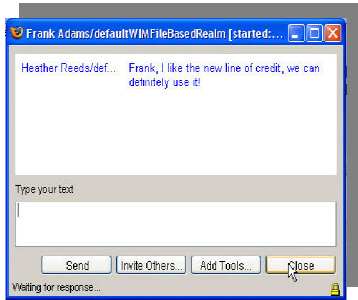 Frank Adams/defaultWIMFileBasedRealm [started:...
Heather Reeds/def... Frank, I like the new line of credit, we can
definitely use it!
Type your text
Send Invite Others... Add Tools... Close
Waiting for response...